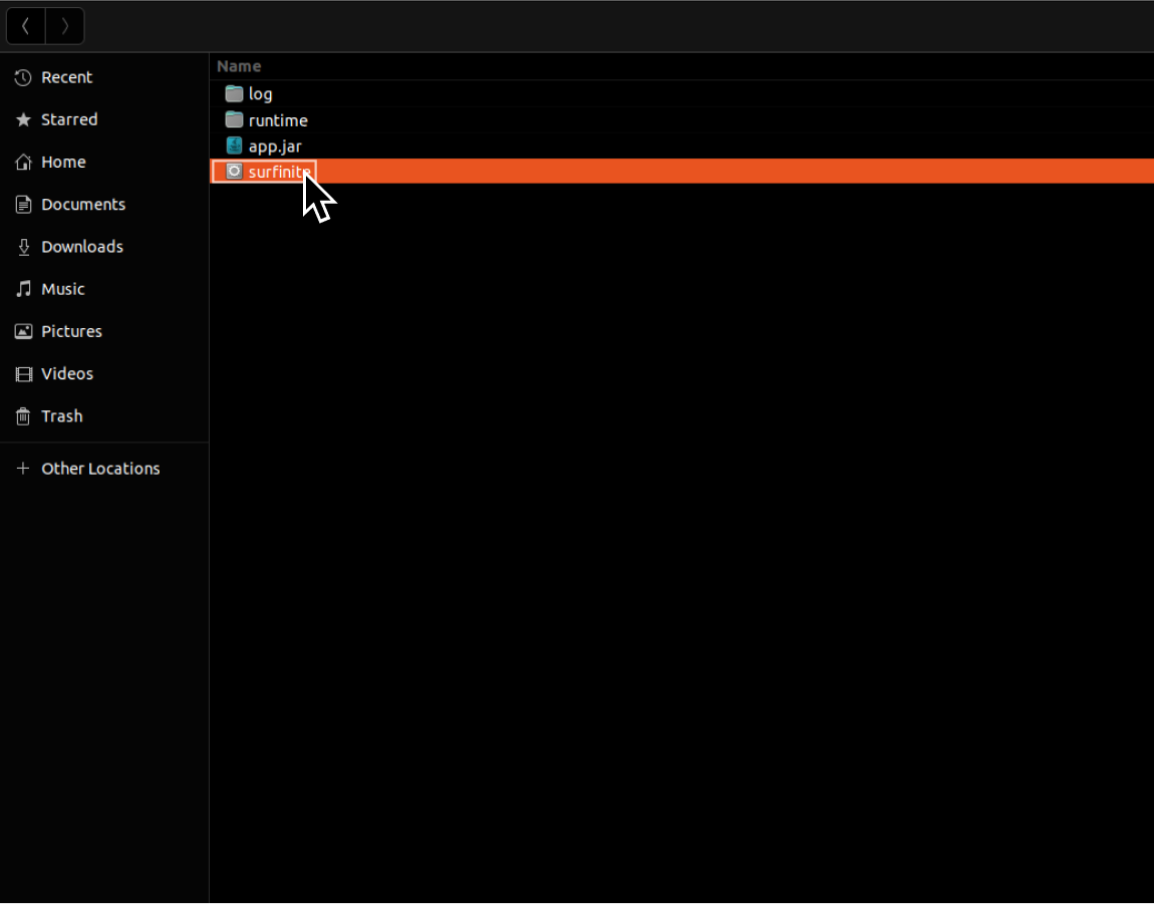 Recent
Starred
Home
Documents
Downloads
Music
Pictures
Videos
Trash
Other Locations
Name
log
runtime
app.jar
surfinite